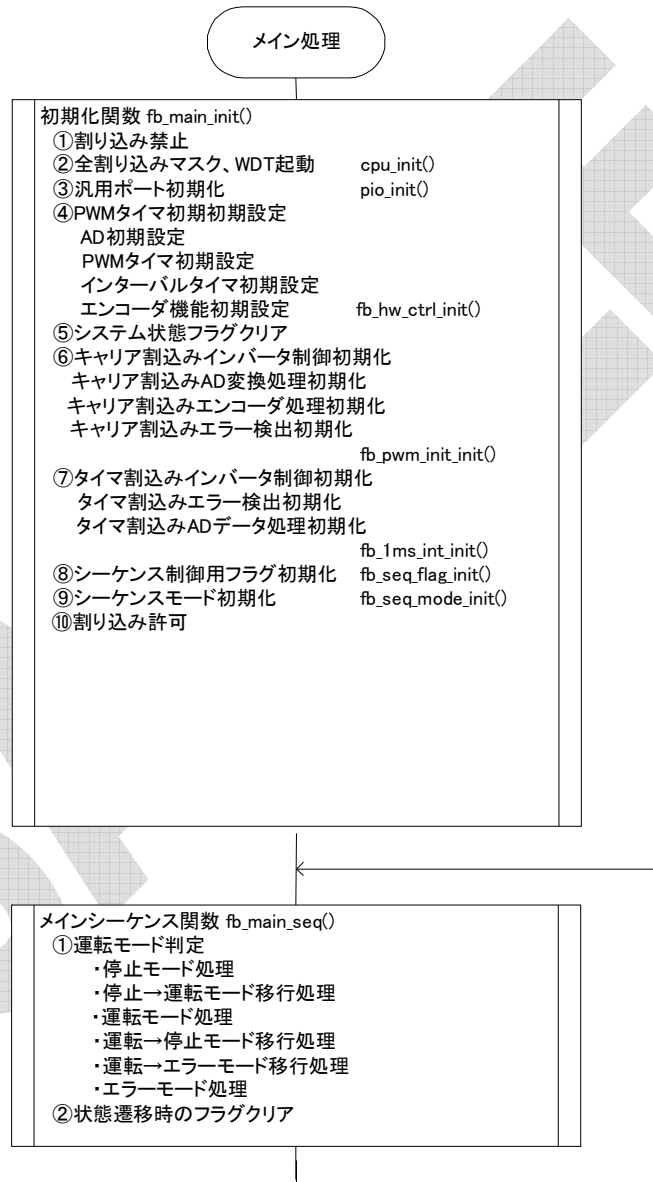 メイン処理
初期化関数 fb_main_init()
①割り込み禁止
②全割り込みマスク、WDT起動 cpu_init()
③汎用ポート初期化 pio_init()
④PWMタイマ初期初期設定
AD初期設定
PWMタイマ初期設定
インターバルタイマ初期設定
エンコーダ機能初期設定 fb_hw_ctrl_init()
⑤システム状態フラグクリア
⑥キャリア割込みインバータ制御初期化
キャリア割込みAD変換処理初期化
キャリア割込みエンコーダ処理初期化
キャリア割込みエラー検出初期化
fb_pwm_init_init()
⑦タイマ割込みインバータ制御初期化
タイマ割込みエラー検出初期化
タイマ割込みADデータ処理初期化
fb_1ms_int_init()
⑧シーケンス制御用フラグ初期化 fb_seq_flag_init()
⑨シーケンスモード初期化 fb_seq_mode_init()
⑩割り込み許可
メインシーケンス関数 fb_main_seq()
①運転モード判定
・停止モード処理
・停止→運転モード移行処理
・運転モード処理
・運転→停止モード移行処理
・運転→エラーモード移行処理
・エラーモード処理
②状態遷移時のフラグクリア